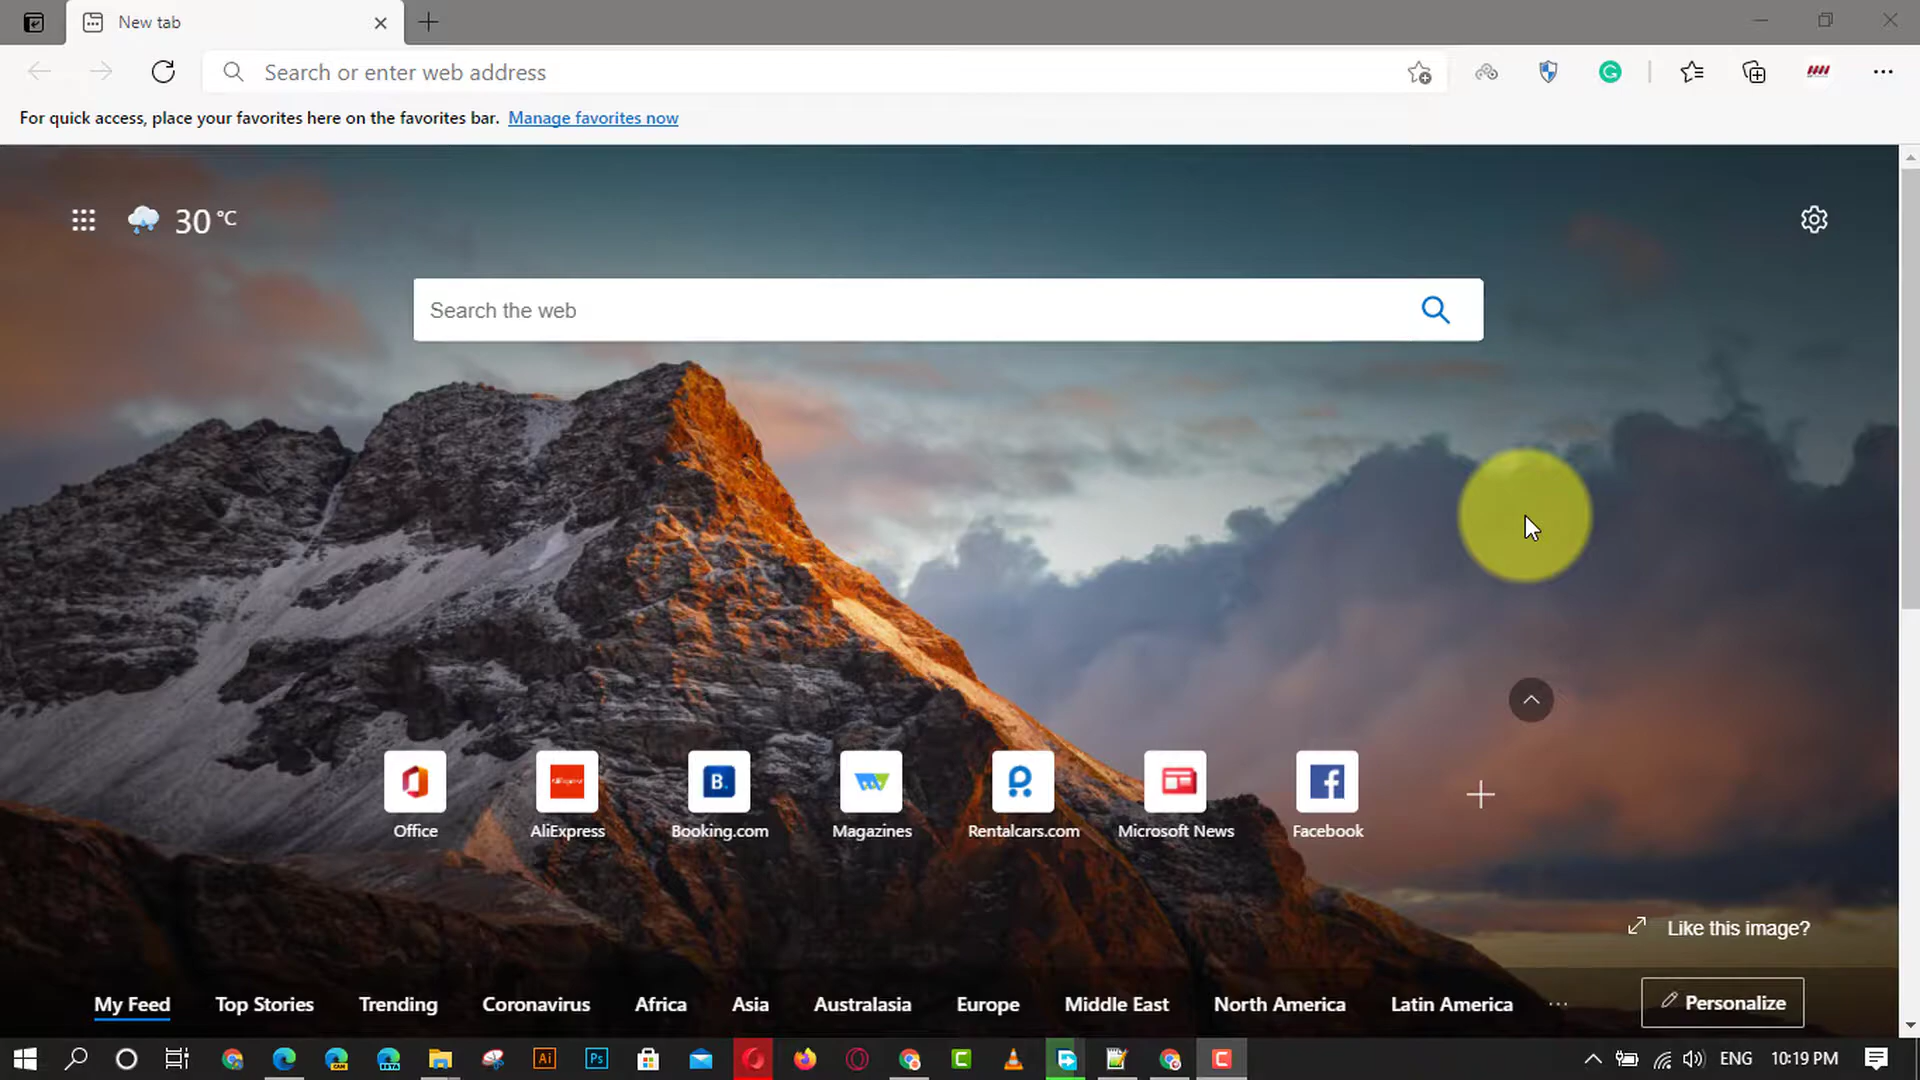 New tab
Search or enter web address
For quick access, place your favorites here on the favorites bar. Manage favorites now
30 °C
Search the web
B.
Office
AliExpress
Booking.com
Magazines
Rentalcars.com
Microsoft News
Facebook
Like this image?
My Feed
Top Stories
Trending
Coronavirus
Africa
Asia
Australasia
Europe
Middle East
North America
Latin America
...
Personalize
Ai
Ps
ENG
10:19 PM